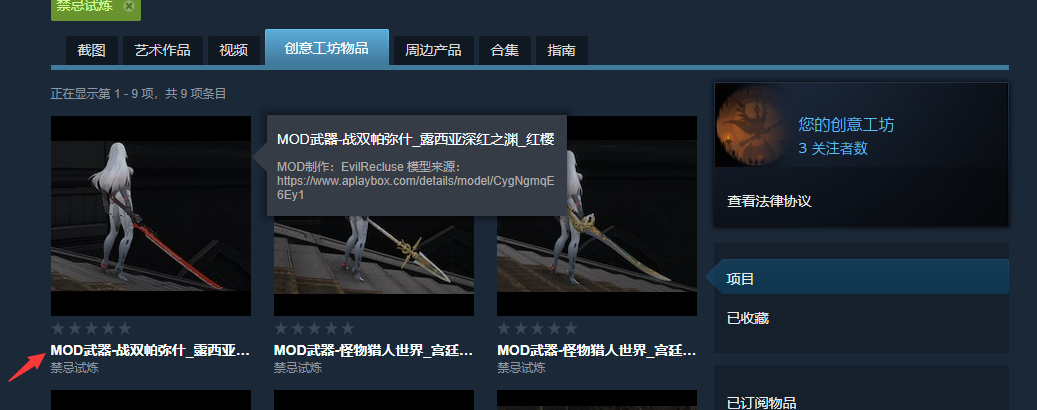 禁忌试炼
截图
艺术作品
视频
创意工坊物品
周边产品
合集
指南
正在显示第 1 - 9 项，共 9 项条目
MOD武器-战双帕弥什_露西亚深红之渊_红樱
MOD制作：EvilRecluse 模型来源：
https://www.aplaybox.com/details/model/CygNgmqE
6Ey1
MOD武器-战双帕弥什_露西亚...
禁忌试炼
MOD武器-怪物猎人世界_宫廷...
禁忌试炼
MOD武器-怪物猎人世界_宫廷...
禁忌试炼
您的创意工坊
3 关注者数
查看法律协议
项目
已收藏
已订阅物品